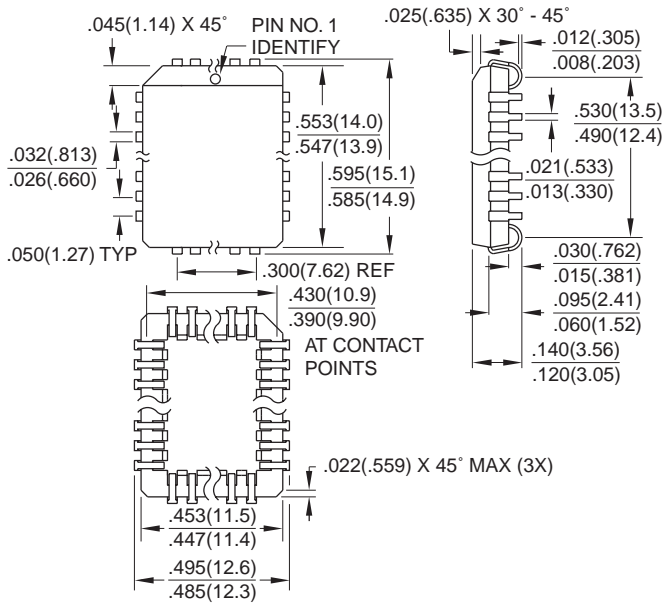 .045(1.14) X 45˚
PIN NO. 1
IDENTIFY
.025(.635) X 30˚ - 45˚
.012(.305)
.008(.203)
.553(14.0)
.547(13.9)
.530(13.5)
.490(12.4)
.032(.813)
.026(.660)
.595(15.1)
.585(14.9)
.021(.533)
.013(.330)
.050(1.27) TYP
.300(7.62) REF
.030(.762)
.015(.381)
.430(10.9)
.390(9.90)
AT CONTACT
POINTS
.095(2.41)
.060(1.52)
.140(3.56)
.120(3.05)
.022(.559) X 45˚ MAX (3X)
.453(11.5)
.447(11.4)
.495(12.6)
.485(12.3)